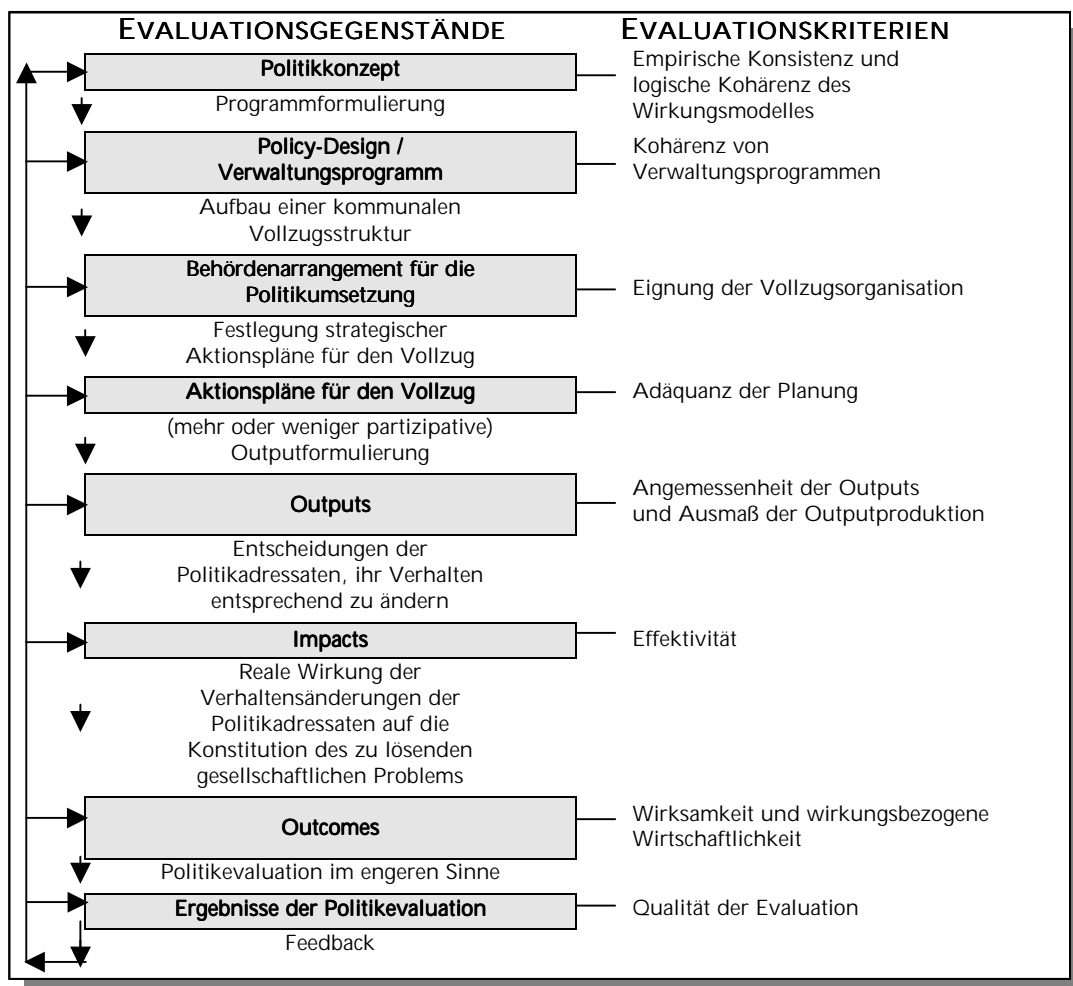 EVALUATIONSGEGENSTÄNDE
EVALUATIONSKRITERIEN
Politikkonzept
Empirische Konsistenz und
logische Kohärenz des
Wirkungsmodelles
Programmformulierung
Policy-Design /
Verwaltungsprogramm
Kohärenz von
Verwaltungsprogrammen
Aufbau einer kommunalen
Vollzugsstruktur
Behördenarrangement für die
Politikumsetzung
Eignung der Vollzugsorganisation
Festlegung strategischer
Aktionspläne für den Vollzug
Aktionspläne für den Vollzug
Adäquanz der Planung
(mehr oder weniger partizipative)
Outputformulierung
Outputs
Angemessenheit der Outputs
und Ausmaß der Outputproduktion
Entscheidungen der
Politikadressaten, ihr Verhalten
entsprechend zu ändern
Impacts
Effektivität
Reale Wirkung der
Verhaltensänderungen der
Politikadressaten auf die
Konstitution des zu lösenden
gesellschaftlichen Problems
Outcomes
Wirksamkeit und wirkungsbezogene
Wirtschaftlichkeit
Politikevaluation im engeren Sinne
Ergebnisse der Politikevaluation
Qualität der Evaluation
Feedback